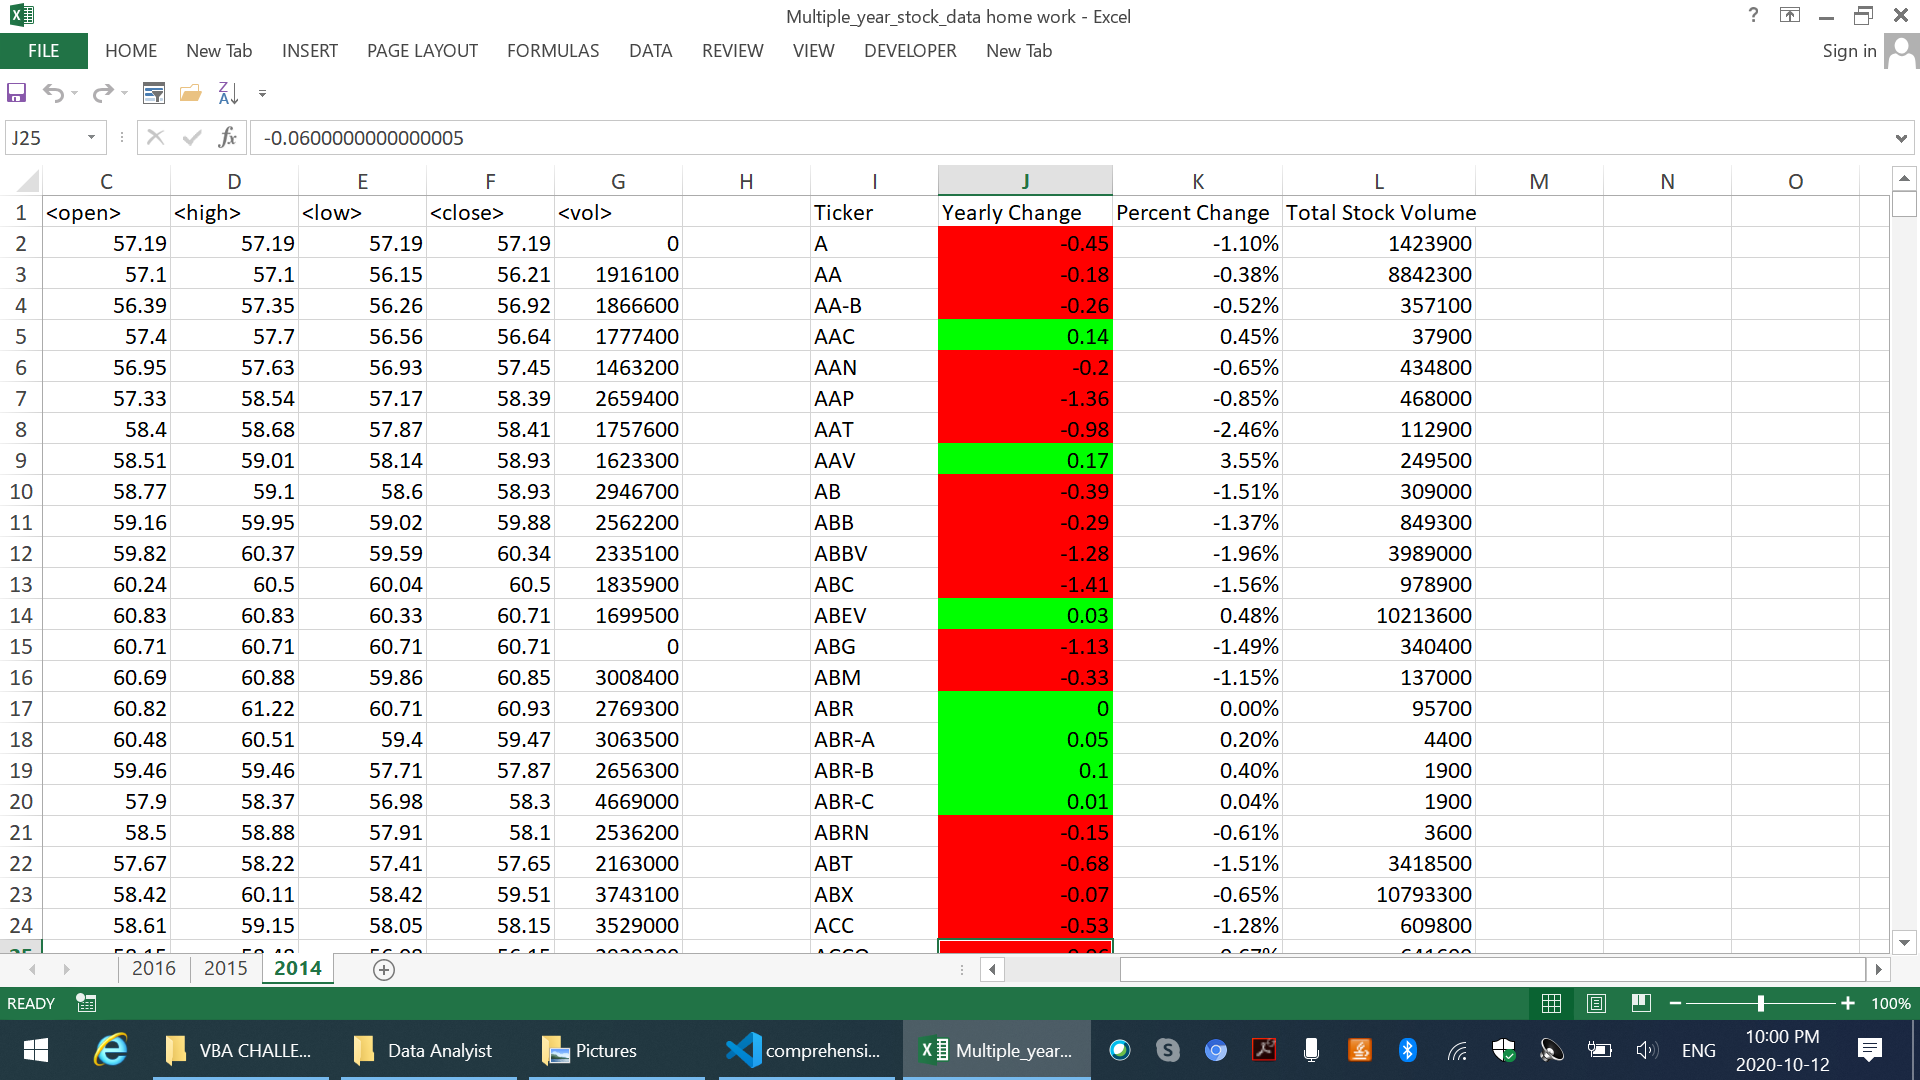 Multiple_year_stock_data home work - Excel
FILE HOME New Tab INSERT PAGE LAYOUT FORMULAS DATA REVIEW VIEW DEVELOPER New Tab Sign in
J25 fx -0.0600000000000005
C D E F G H I J K L M N O
1 <open> <high> <low> <close> <vol> Ticker Yearly Change Percent Change Total Stock Volume
2 57.19 57.19 57.19 57.19 0 A -0.45 -1.10% 1423900
3 57.1 57.1 56.15 56.21 1916100 AA -0.18 -0.38% 8842300
4 56.39 57.35 56.26 56.92 1866600 AA-B -0.26 -0.52% 357100
5 57.4 57.7 56.56 56.64 1777400 AAC 0.14 0.45% 37900
6 56.95 57.63 56.93 57.45 1463200 AAN -0.2 -0.65% 434800
7 57.33 58.54 57.17 58.39 2659400 AAP -1.36 -0.85% 468000
8 58.4 58.68 57.87 58.41 1757600 AAT -0.98 -2.46% 112900
9 58.51 59.01 58.14 58.93 1623300 AAV 0.17 3.55% 249500
10 58.77 59.1 58.6 58.93 2946700 AB -0.39 -1.51% 309000
11 59.16 59.95 59.02 59.88 2562200 ABB -0.29 -1.37% 849300
12 59.82 60.37 59.59 60.34 2335100 ABBV -1.28 -1.96% 3989000
13 60.24 60.5 60.04 60.5 1835900 ABC -1.41 -1.56% 978900
14 60.83 60.83 60.33 60.71 1699500 ABEV 0.03 0.48% 10213600
15 60.71 60.71 60.71 60.71 0 ABG -1.13 -1.49% 340400
16 60.69 60.88 59.86 60.85 3008400 ABM -0.33 -1.15% 137000
17 60.82 61.22 60.71 60.93 2769300 ABR 0 0.00% 95700
18 60.48 60.51 59.4 59.47 3063500 ABR-A 0.05 0.20% 4400
19 59.46 59.46 57.71 57.87 2656300 ABR-B 0.1 0.40% 1900
20 57.9 58.37 56.98 58.3 4669000 ABR-C 0.01 0.04% 1900
21 58.5 58.88 57.91 58.1 2536200 ABRN -0.15 -0.61% 3600
22 57.67 58.22 57.41 57.65 2163000 ABT -0.68 -1.51% 3418500
23 58.42 60.11 58.42 59.51 3743100 ABX -0.07 -0.65% 10793300
24 58.61 59.15 58.05 58.15 3529000 ACC -0.53 -1.28% 609800
2016 2015 2014
READY 100%
VBA CHALLE... Data Analyist Pictures comprehensi... Multiple_year... ENG 10:00 PM
2020-10-12